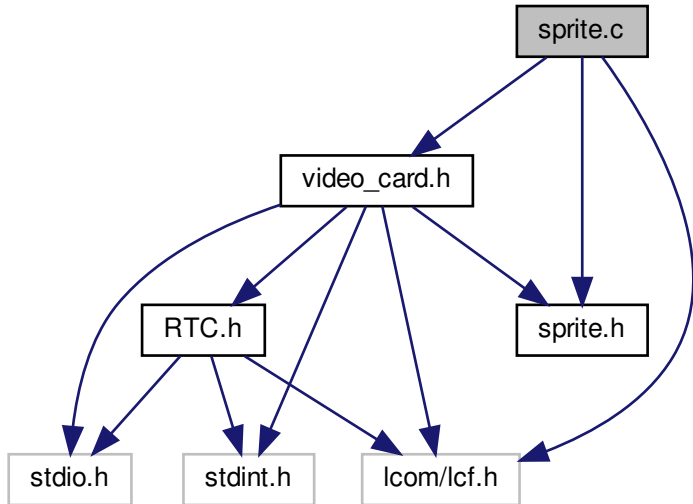 sprite.c
video_card.h
RTC.h
sprite.h
stdio.h
stdint.h
lcom/lcf.h